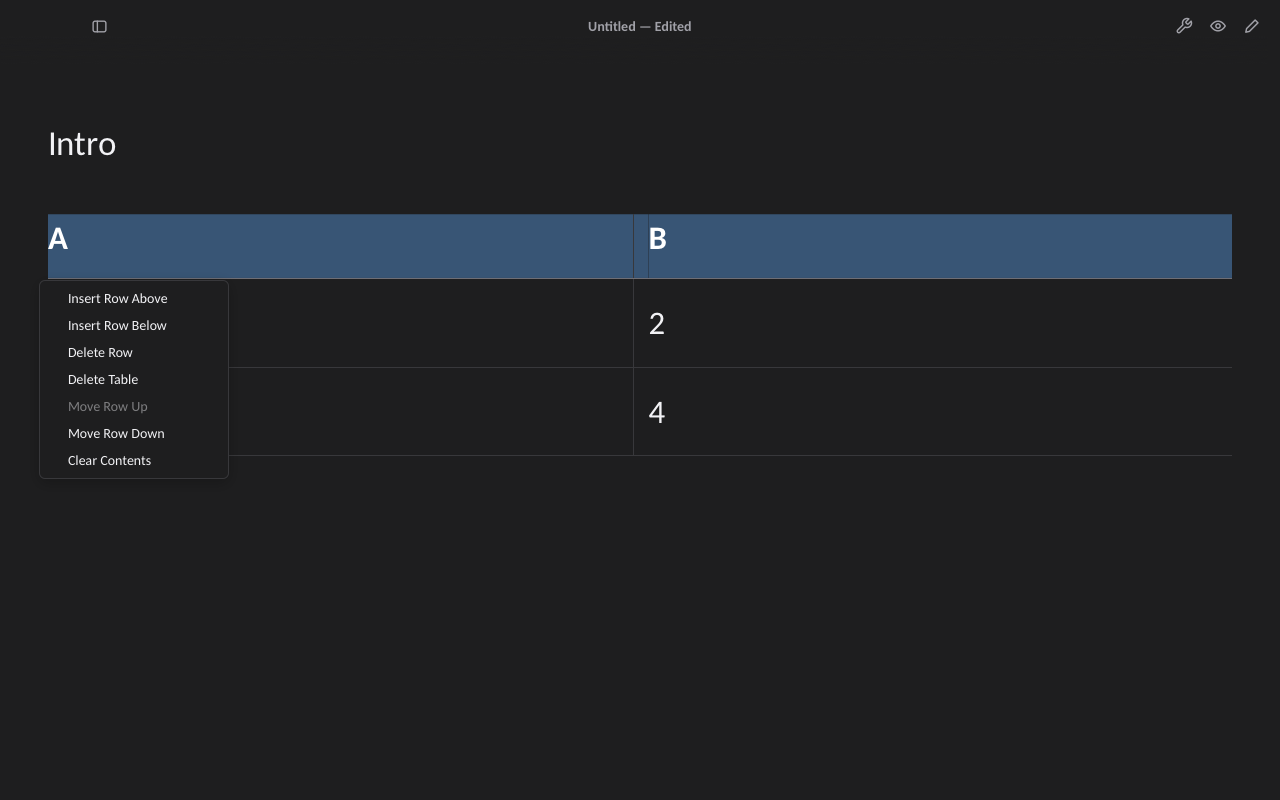 Untitled — Edited
Intro
A B
Insert Row Above
Insert Row Below
Delete Row
Delete Table
Move Row Up
Move Row Down
Clear Contents
2
4